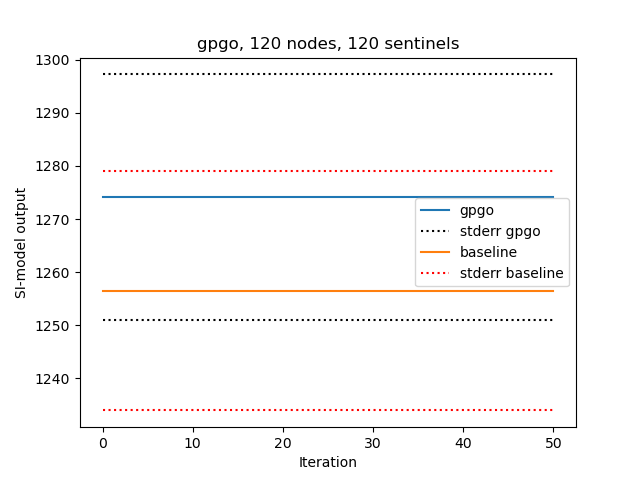 gpgo, 120 nodes, 120 sentinels
1300
1290
1280
1270
1260
1250
1240
SI-model output
gpgo
stderr gpgo
baseline
stderr baseline
0 10 20 30 40 50
Iteration